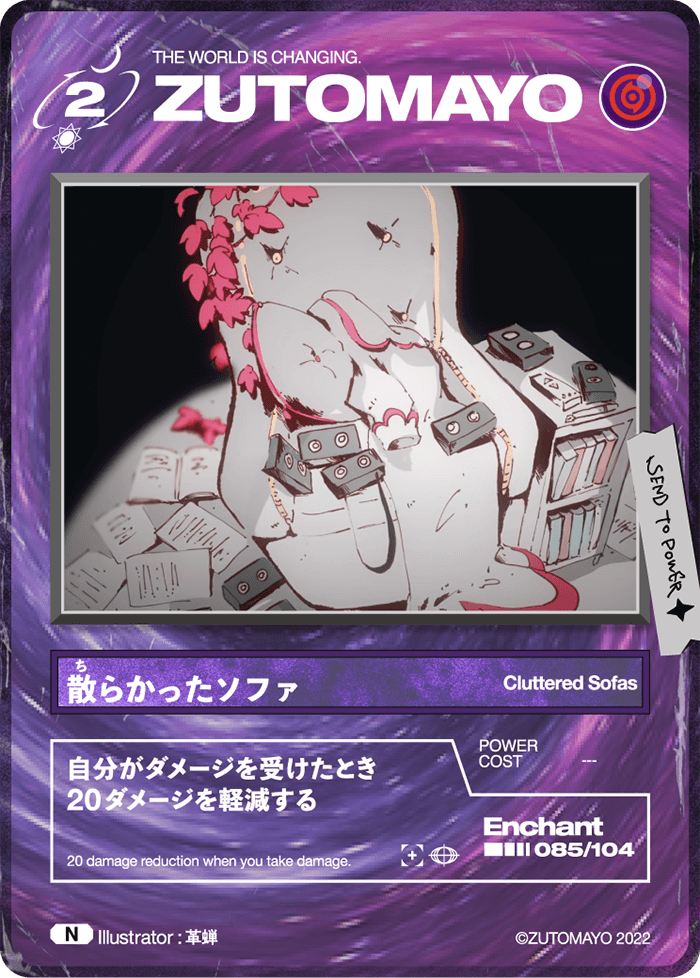 THE WORLD IS CHANGING.
2
ZUTOMAYO
SEND TO POWER
ち
散らかったソファ
Cluttered Sofas
自分がダメージを受けたとき
20ダメージを軽減する
20 damage reduction when you take damage.
POWER
COST
---
Enchant
085/104
N
Illustrator : 革蝉
©ZUTOMAYO 2022